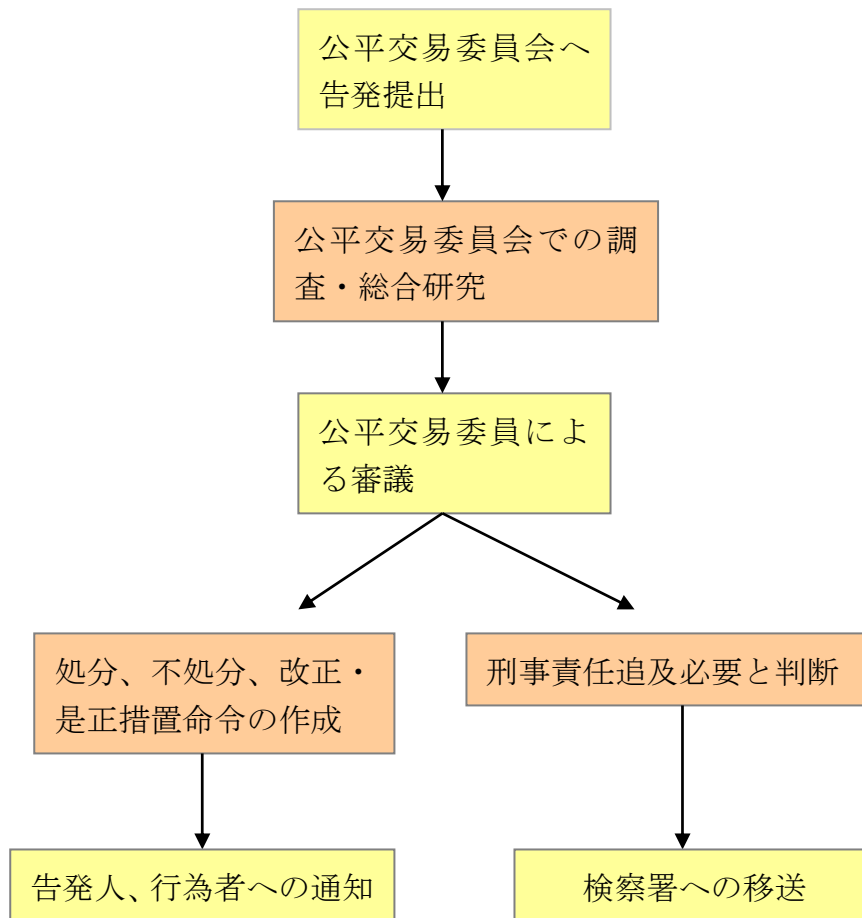 公平交易委員会へ
告発提出
公平交易委員会での調
査・総合研究
公平交易委員によ
る審議
処分、不処分、改正・
是正措置命令の作成
刑事責任追及必要と判断
告発人、行為者への通知
検察署への移送